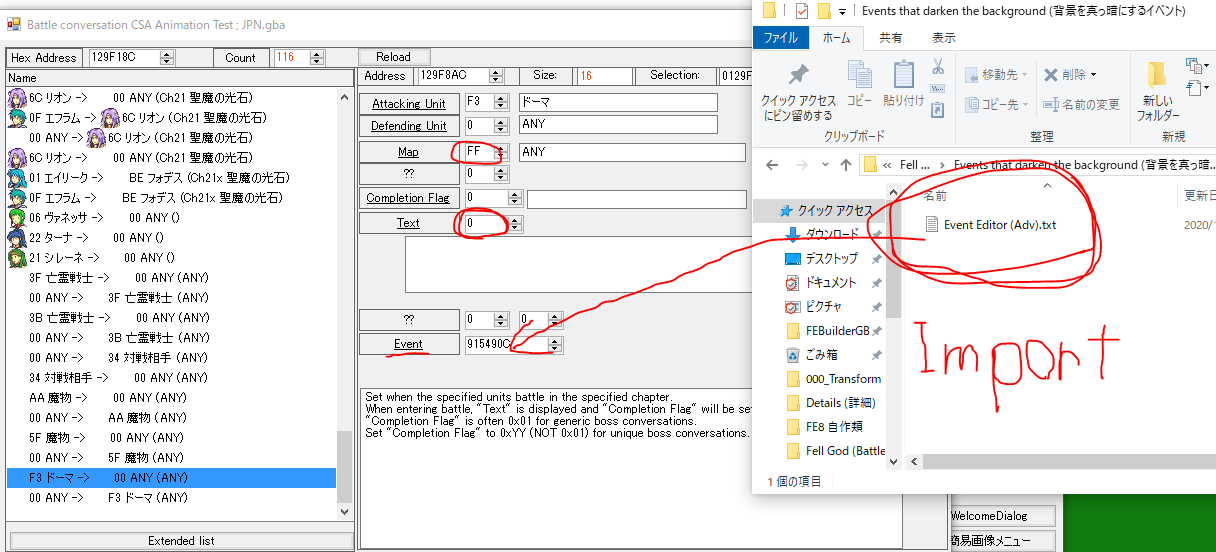 Battle conversation CSA Animation Test ; JPN.gba
Hex Address 129F18C Count 116 Reload
Name
Address 129F8AC Size: 16 Selection: 0129F
6C リオン -> 00 ANY (Ch21 聖魔の光石)
0F エフラム -> 6C リオン (Ch21 聖魔の光石)
00 ANY -> 6C リオン (Ch21 聖魔の光石)
6C リオン -> 00 ANY (Ch21 聖魔の光石)
01 エイリーク -> BE フォデス (Ch21x 聖魔の光石)
0F エフラム -> BE フォデス (Ch21x 聖魔の光石)
06 ヴァネッサ -> 00 ANY ()
22 ターナ -> 00 ANY ()
21 シレーネ -> 00 ANY ()
3F 亡霊戦士 -> 00 ANY (ANY)
00 ANY -> 3F 亡霊戦士 (ANY)
3B 亡霊戦士 -> 00 ANY (ANY)
00 ANY -> 3B 亡霊戦士 (ANY)
00 ANY -> 34 対戦相手 (ANY)
34 対戦相手 -> 00 ANY (ANY)
AA 魔物 -> 00 ANY (ANY)
00 ANY -> AA 魔物 (ANY)
5F 魔物 -> 00 ANY (ANY)
00 ANY -> 5F 魔物 (ANY)
F3 ドーマ -> 00 ANY (ANY)
00 ANY -> F3 ドーマ (ANY)
Extended list
Attacking Unit F3 ドーマ
Defending Unit 0 ANY
Map FF ANY
?? 0
Completion Flag 0
Text 0
?? 0 0
Event 915490C
Set when the specified units battle in the specified chapter.
When entering battle, "Text" is displayed and "Completion Flag" will be set
"Completion Flag" is often 0x01 for generic boss conversations.
Set "Completion Flag" to 0xYY (NOT 0x01) for unique boss conversations.
Events that darken the background (背景を真っ暗にするイベント)
ファイル ホーム 共有 表示
クイック アクセス
にピン留めする
コピー 貼り付け
移動先 削除
コピー先 名前の変更
新しい
フォルダー
クリップボード 整理 新規
« Fell ... Events that darken the background (背景を真っ暗...
名前 更新日
Event Editor (Adv).txt 2020/1
クイック アクセス
ダウンロード
デスクトップ
ドキュメント
ピクチャ
FEBuilderGB
ごみ箱
000_Transform
Details (詳細)
FE8 自作類
Fell God (Battle
Import
1 個の項目
WelcomeDialog
簡易画像メニュー